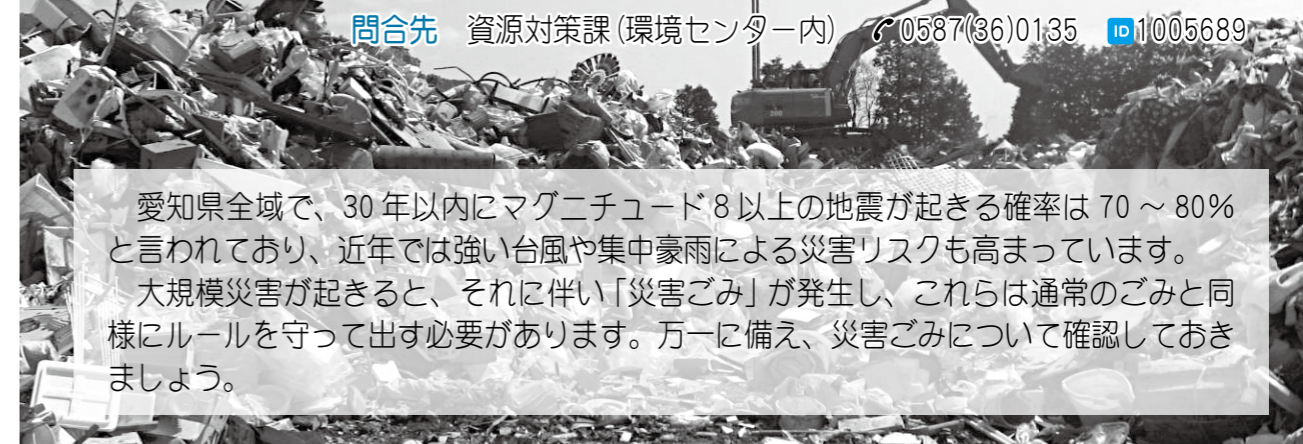 問合先 資源対策課(環境センター内) 0587(36)0135 ID 1005689
愛知県全域で、30年以内にマグニチュード8以上の地震が起きる確率は70～80%
と言われており、近年では強い台風や集中豪雨による災害リスクも高まっています。
大規模災害が起きると、それに伴い「災害ごみ」が発生し、これらは通常のごみと同
様にルールを守って出す必要があります。万一に備え、災害ごみについて確認しておき
ましょう。